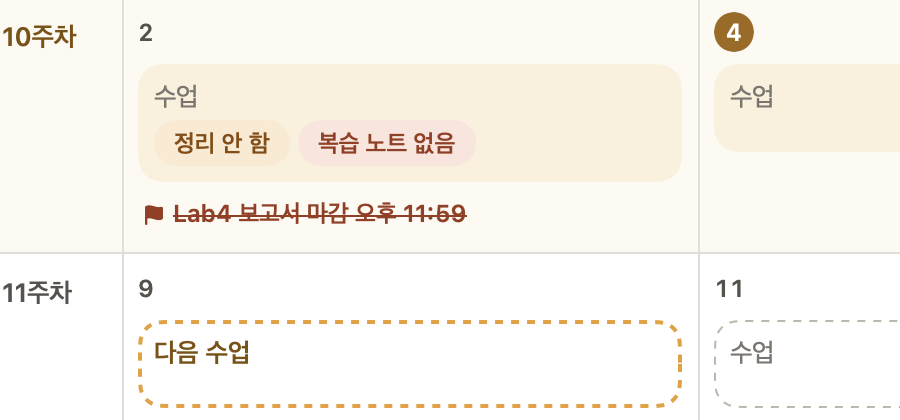 10주차
2
4
수업
수업
정리 안 함
복습 노트 없음
Lab4 보고서 마감 오후 11:59
11주차
9
11
다음 수업
수업